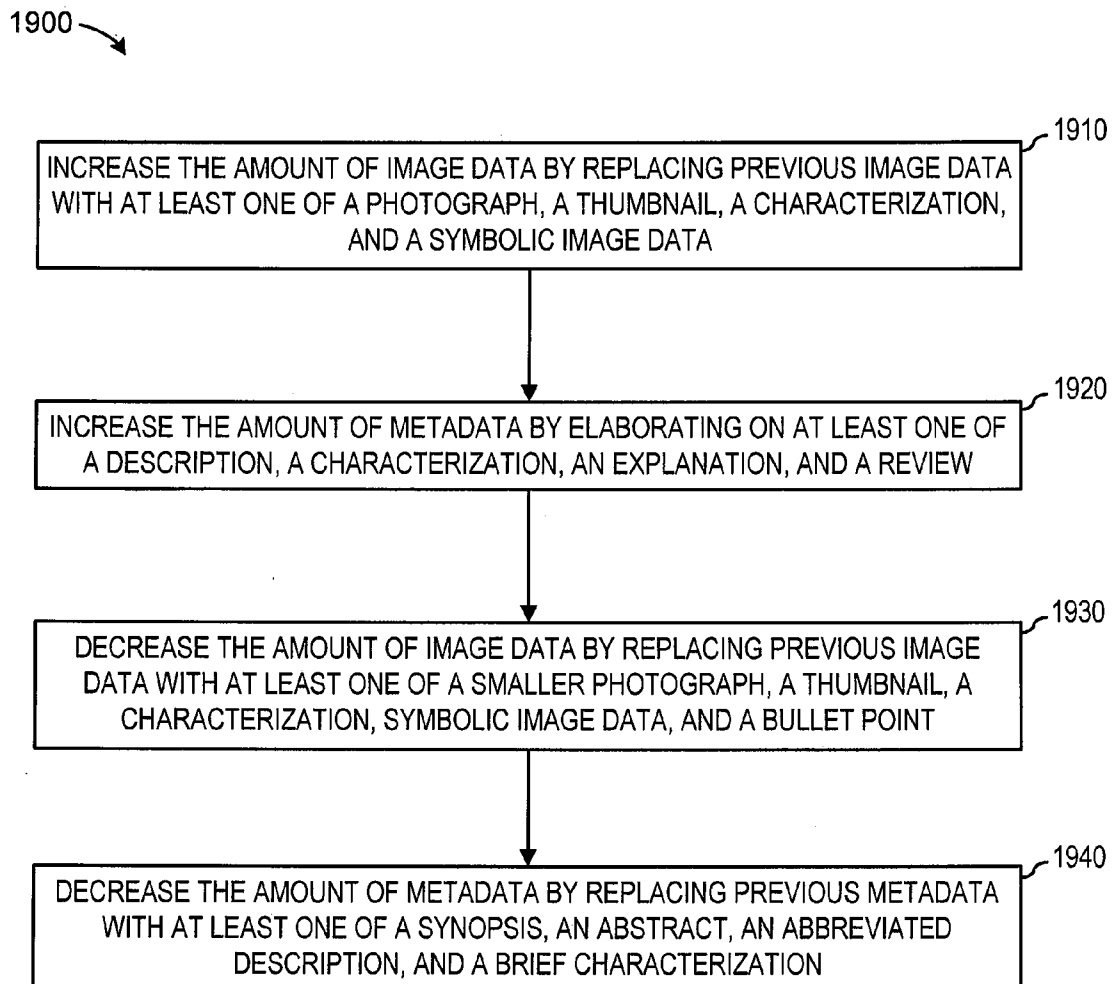 1900
1910
INCREASE THE AMOUNT OF IMAGE DATA BY REPLACING PREVIOUS IMAGE DATA
WITH AT LEAST ONE OF A PHOTOGRAPH, A THUMBNAIL, A CHARACTERIZATION,
AND A SYMBOLIC IMAGE DATA
1920
INCREASE THE AMOUNT OF METADATA BY ELABORATING ON AT LEAST ONE OF
A DESCRIPTION, A CHARACTERIZATION, AN EXPLANATION, AND A REVIEW
1930
DECREASE THE AMOUNT OF IMAGE DATA BY REPLACING PREVIOUS IMAGE
DATA WITH AT LEAST ONE OF A SMALLER PHOTOGRAPH, A THUMBNAIL, A
CHARACTERIZATION, SYMBOLIC IMAGE DATA, AND A BULLET POINT
1940
DECREASE THE AMOUNT OF METADATA BY REPLACING PREVIOUS METADATA
WITH AT LEAST ONE OF A SYNOPSIS, AN ABSTRACT, AN ABBREVIATED
DESCRIPTION, AND A BRIEF CHARACTERIZATION